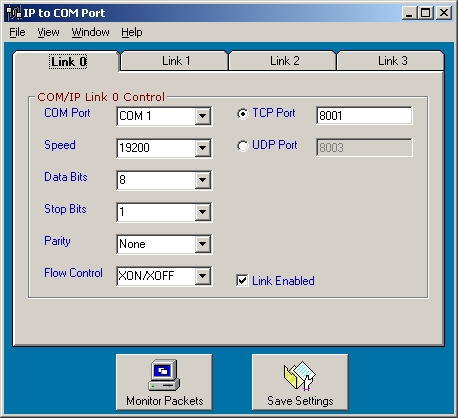 IP to COM Port
File View Window Help
Link 0 Link 1 Link 2 Link 3
COM/IP Link 0 Control
COM Port COM 1 TCP Port 8001
Speed 19200 UDP Port 8003
Data Bits 8
Stop Bits 1
Parity None
Flow Control XON/XOFF Link Enabled
Monitor Packets Save Settings